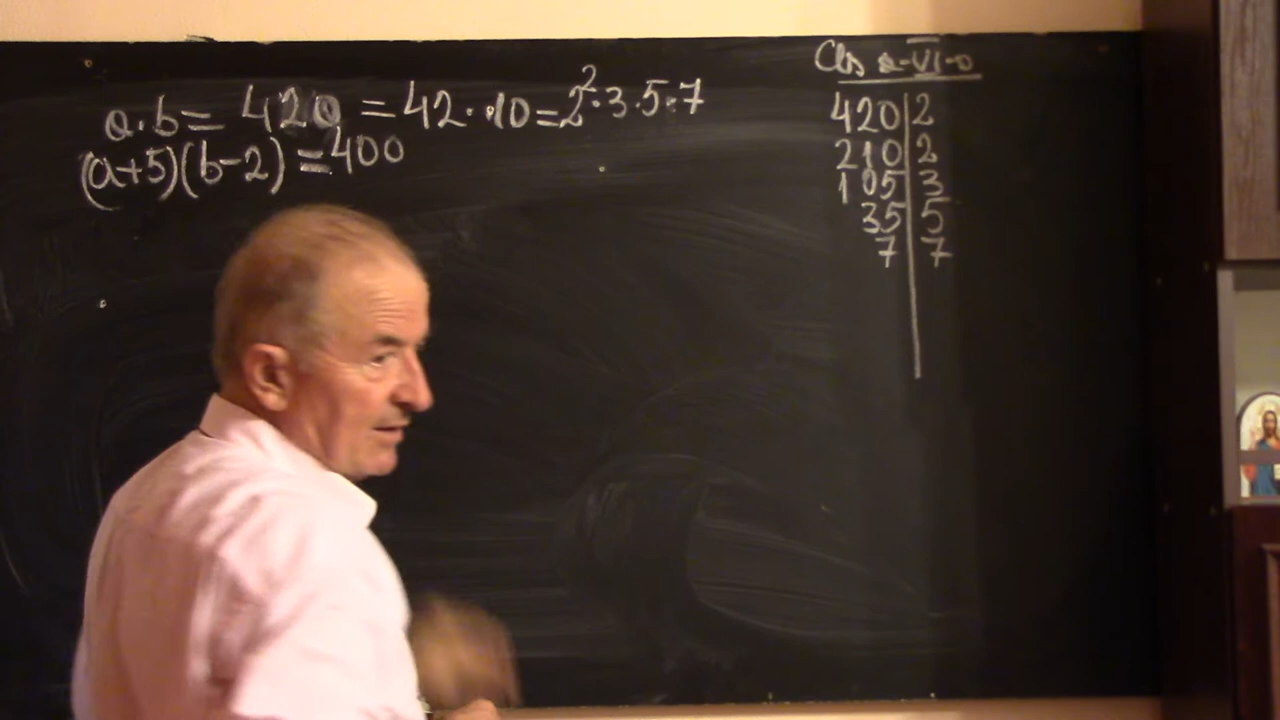 a·b = 420 = 42·10 = 2²·3·5·7
(a+5)(b-2) = 400
Cls a-VI-a
420|2
210|2
105|3
35|5
7|7